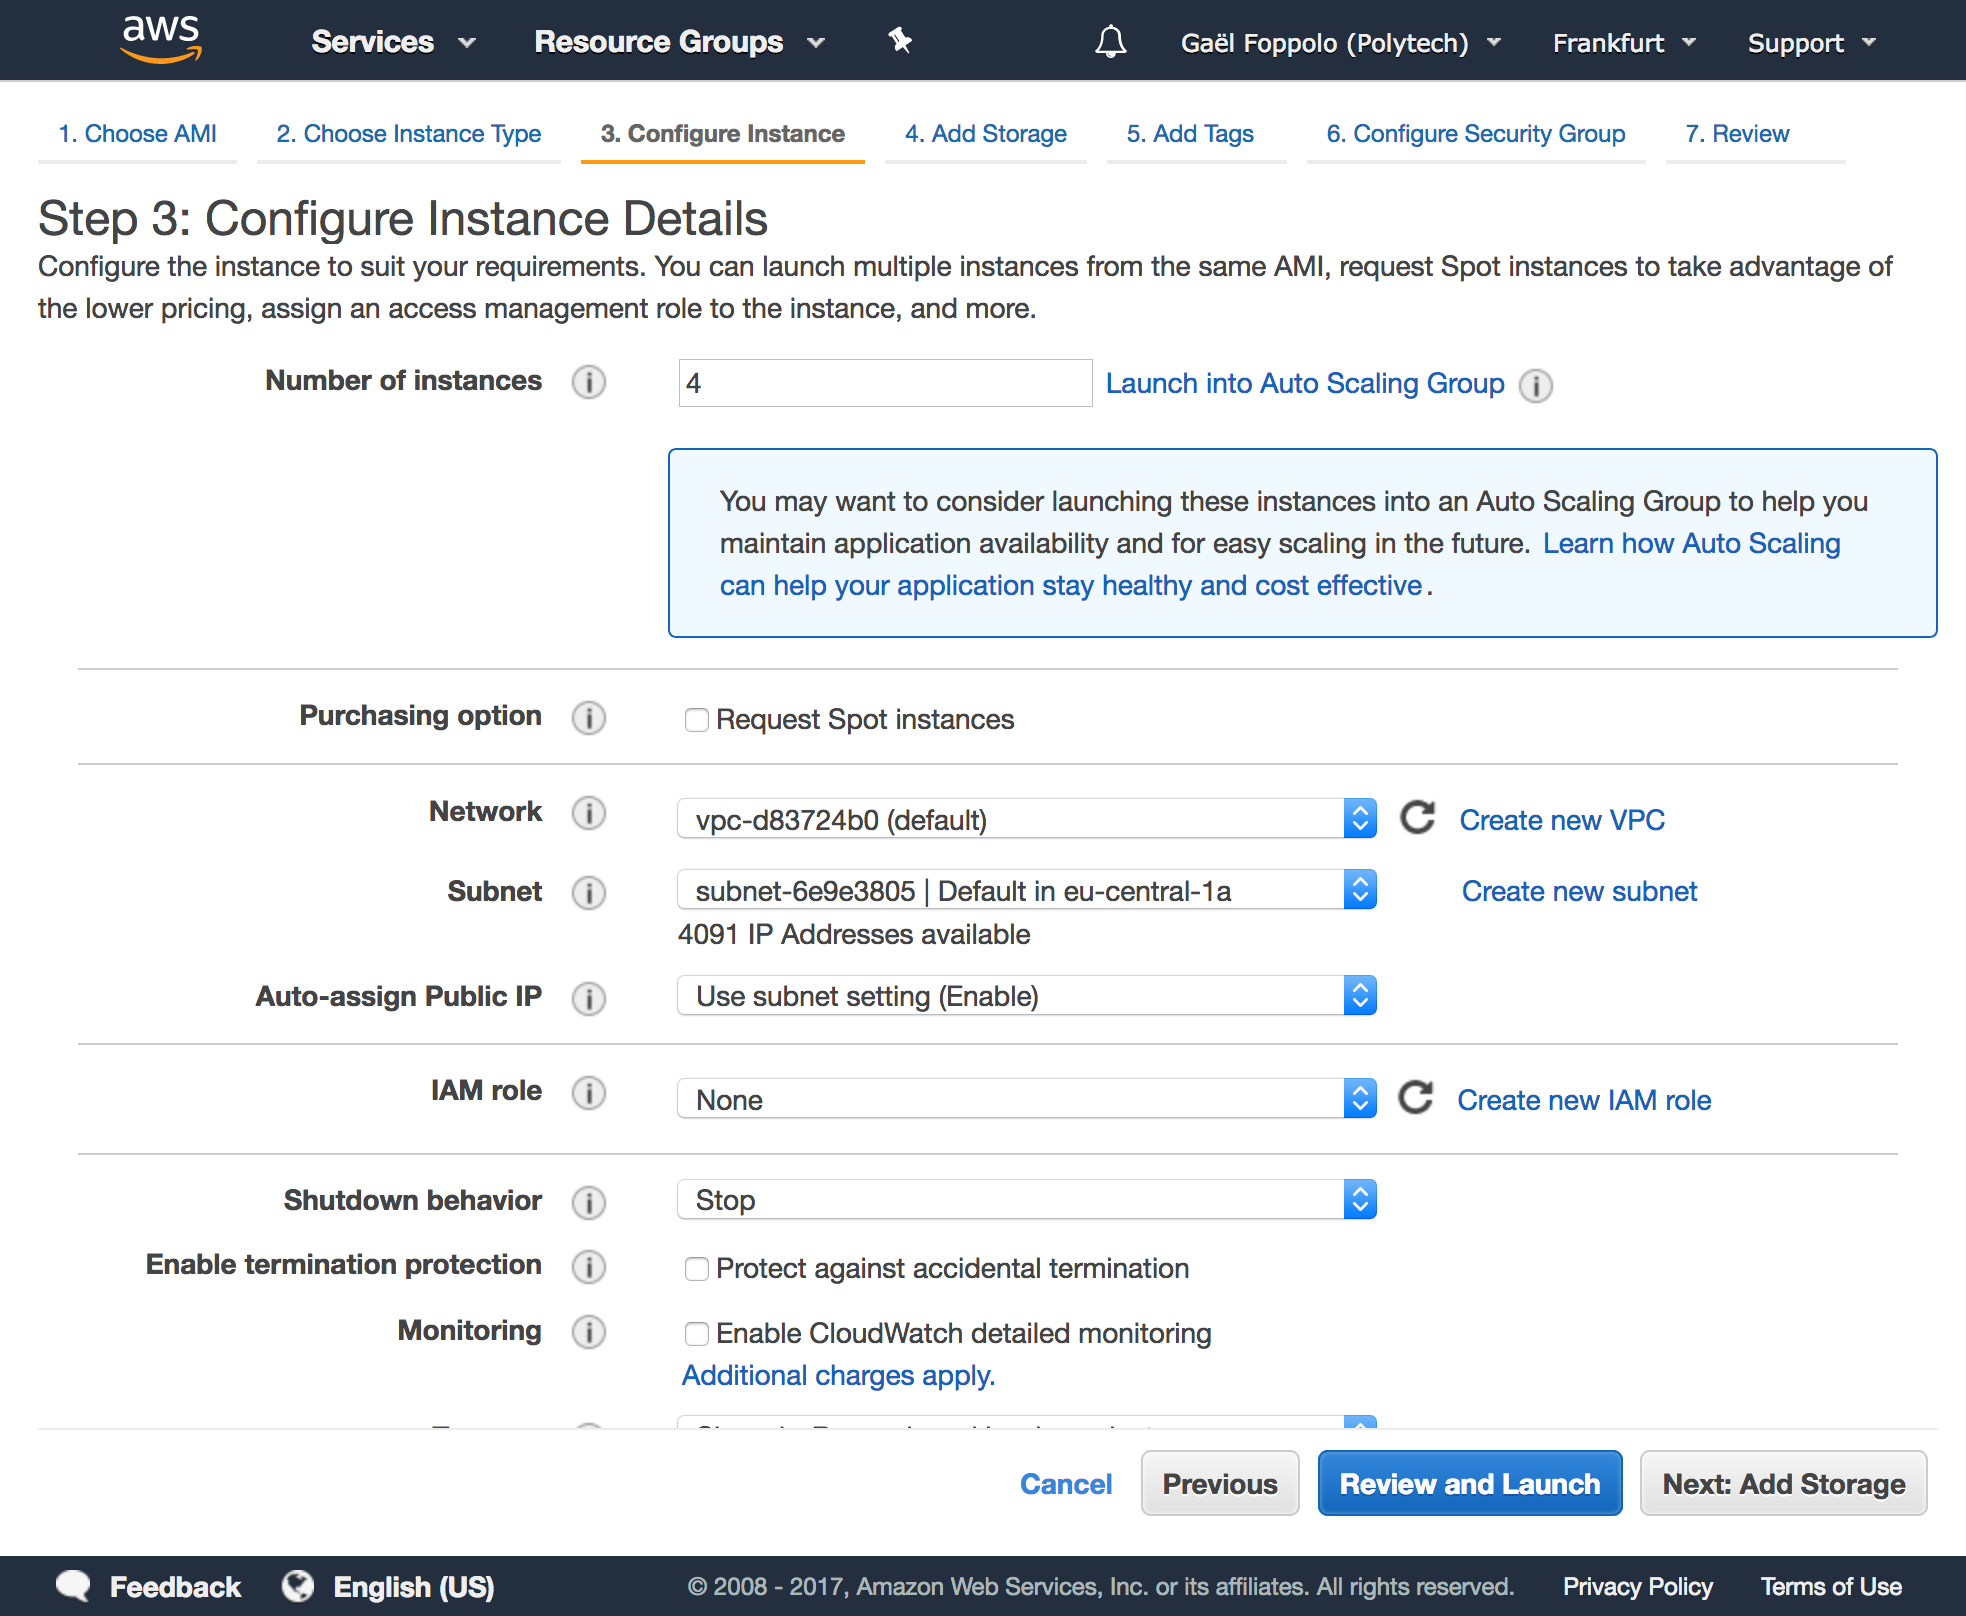 aws Services Resource Groups Gaël Foppolo (Polytech) Frankfurt Support
1. Choose AMI 2. Choose Instance Type 3. Configure Instance 4. Add Storage 5. Add Tags 6. Configure Security Group 7. Review
Step 3: Configure Instance Details
Configure the instance to suit your requirements. You can launch multiple instances from the same AMI, request Spot instances to take advantage of
the lower pricing, assign an access management role to the instance, and more.
Number of instances 4 Launch into Auto Scaling Group
You may want to consider launching these instances into an Auto Scaling Group to help you
maintain application availability and for easy scaling in the future. Learn how Auto Scaling
can help your application stay healthy and cost effective.
Purchasing option Request Spot instances
Network vpc-d83724b0 (default) Create new VPC
Subnet subnet-6e9e3805 | Default in eu-central-1a Create new subnet
4091 IP Addresses available
Auto-assign Public IP Use subnet setting (Enable)
IAM role None Create new IAM role
Shutdown behavior Stop
Enable termination protection Protect against accidental termination
Monitoring Enable CloudWatch detailed monitoring
Additional charges apply.
Cancel Previous Review and Launch Next: Add Storage
Feedback English (US) © 2008 - 2017, Amazon Web Services, Inc. or its affiliates. All rights reserved. Privacy Policy Terms of Use